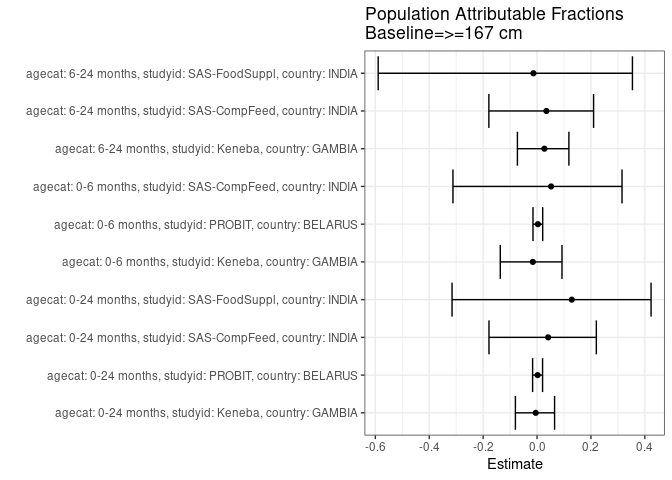 Population Attributable Fractions
Baseline=>=167 cm
agecat: 6-24 months, studyid: SAS-FoodSuppl, country: INDIA
agecat: 6-24 months, studyid: SAS-CompFeed, country: INDIA
agecat: 6-24 months, studyid: Keneba, country: GAMBIA
agecat: 0-6 months, studyid: SAS-CompFeed, country: INDIA
agecat: 0-6 months, studyid: PROBIT, country: BELARUS
agecat: 0-6 months, studyid: Keneba, country: GAMBIA
agecat: 0-24 months, studyid: SAS-FoodSuppl, country: INDIA
agecat: 0-24 months, studyid: SAS-CompFeed, country: INDIA
agecat: 0-24 months, studyid: PROBIT, country: BELARUS
agecat: 0-24 months, studyid: Keneba, country: GAMBIA
-0.6 -0.4 -0.2 0.0 0.2 0.4
Estimate